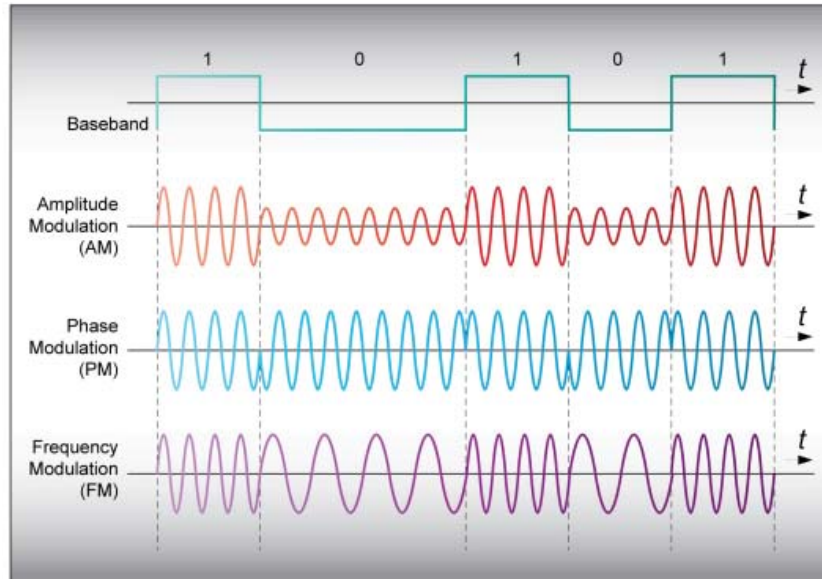 1 0 1 0 1
t
Baseband
Amplitude
Modulation
(AM)
t
Phase
Modulation
(PM)
t
Frequency
Modulation
(FM)
t